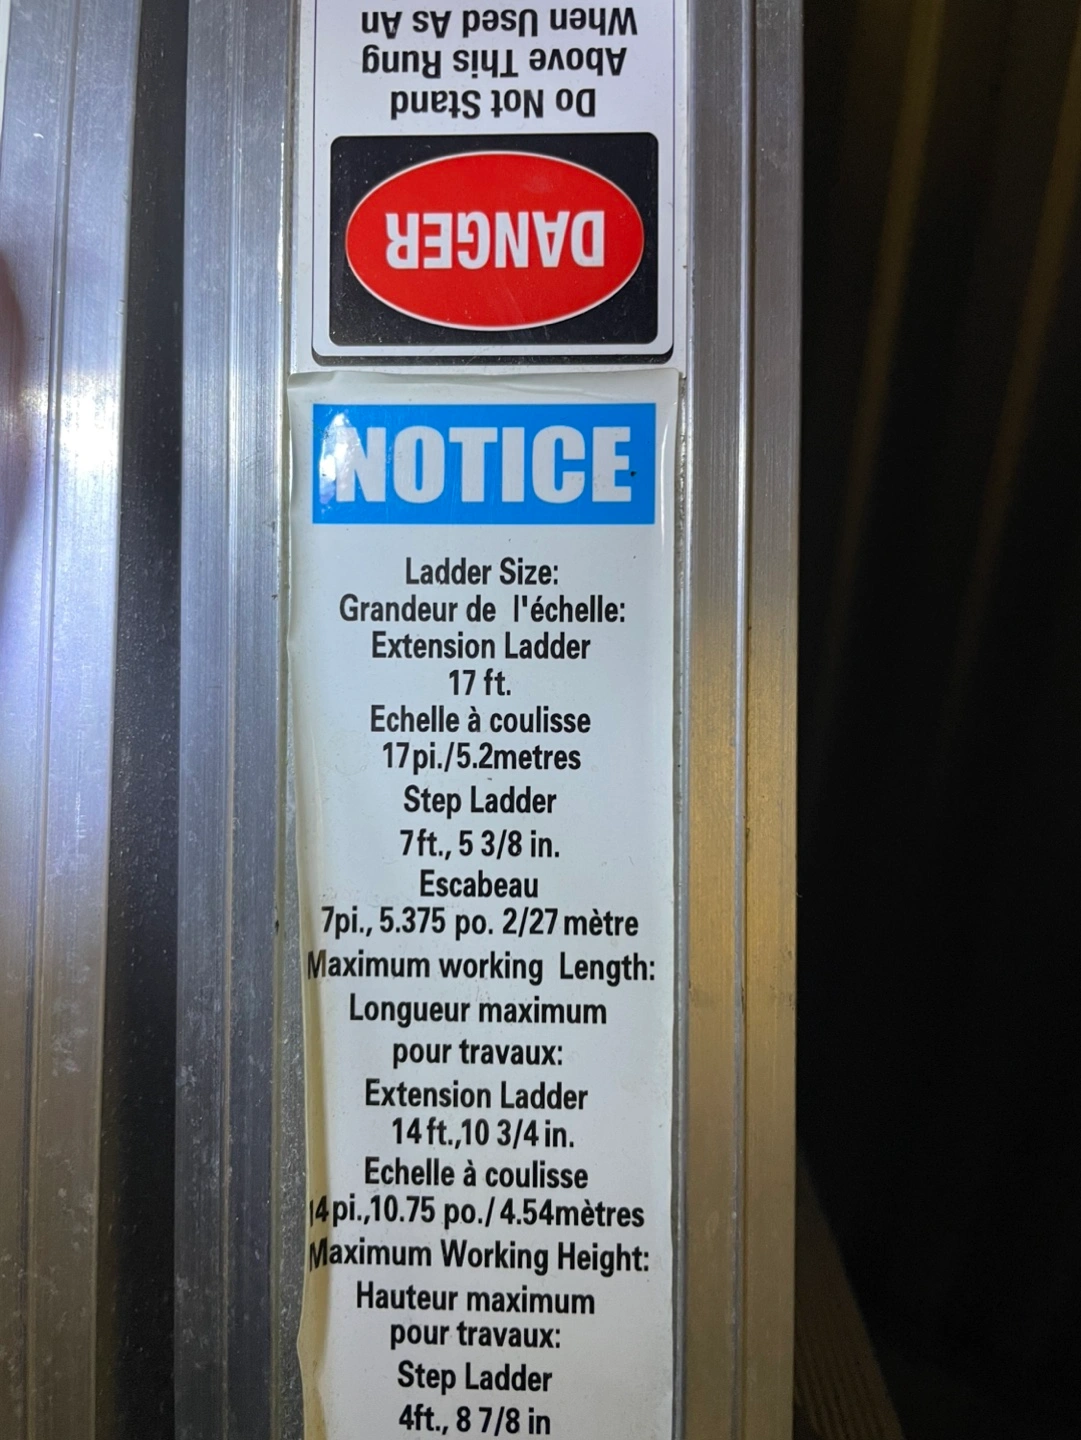 Do Not Stand
Above This Rung
When Used As An
DANGER
NOTICE
Ladder Size:
Grandeur de l'échelle:
Extension Ladder
17 ft.
Echelle à coulisse
17pi./5.2metres
Step Ladder
7ft., 5 3/8 in.
Escabeau
7pi., 5.375 po. 2/27 mètre
Maximum working Length:
Longueur maximum
pour travaux:
Extension Ladder
14 ft.,10 3/4 in.
Echelle à coulisse
14pi.,10.75 po./ 4.54mètres
Maximum Working Height:
Hauteur maximum
pour travaux:
Step Ladder
4ft., 8 7/8 in